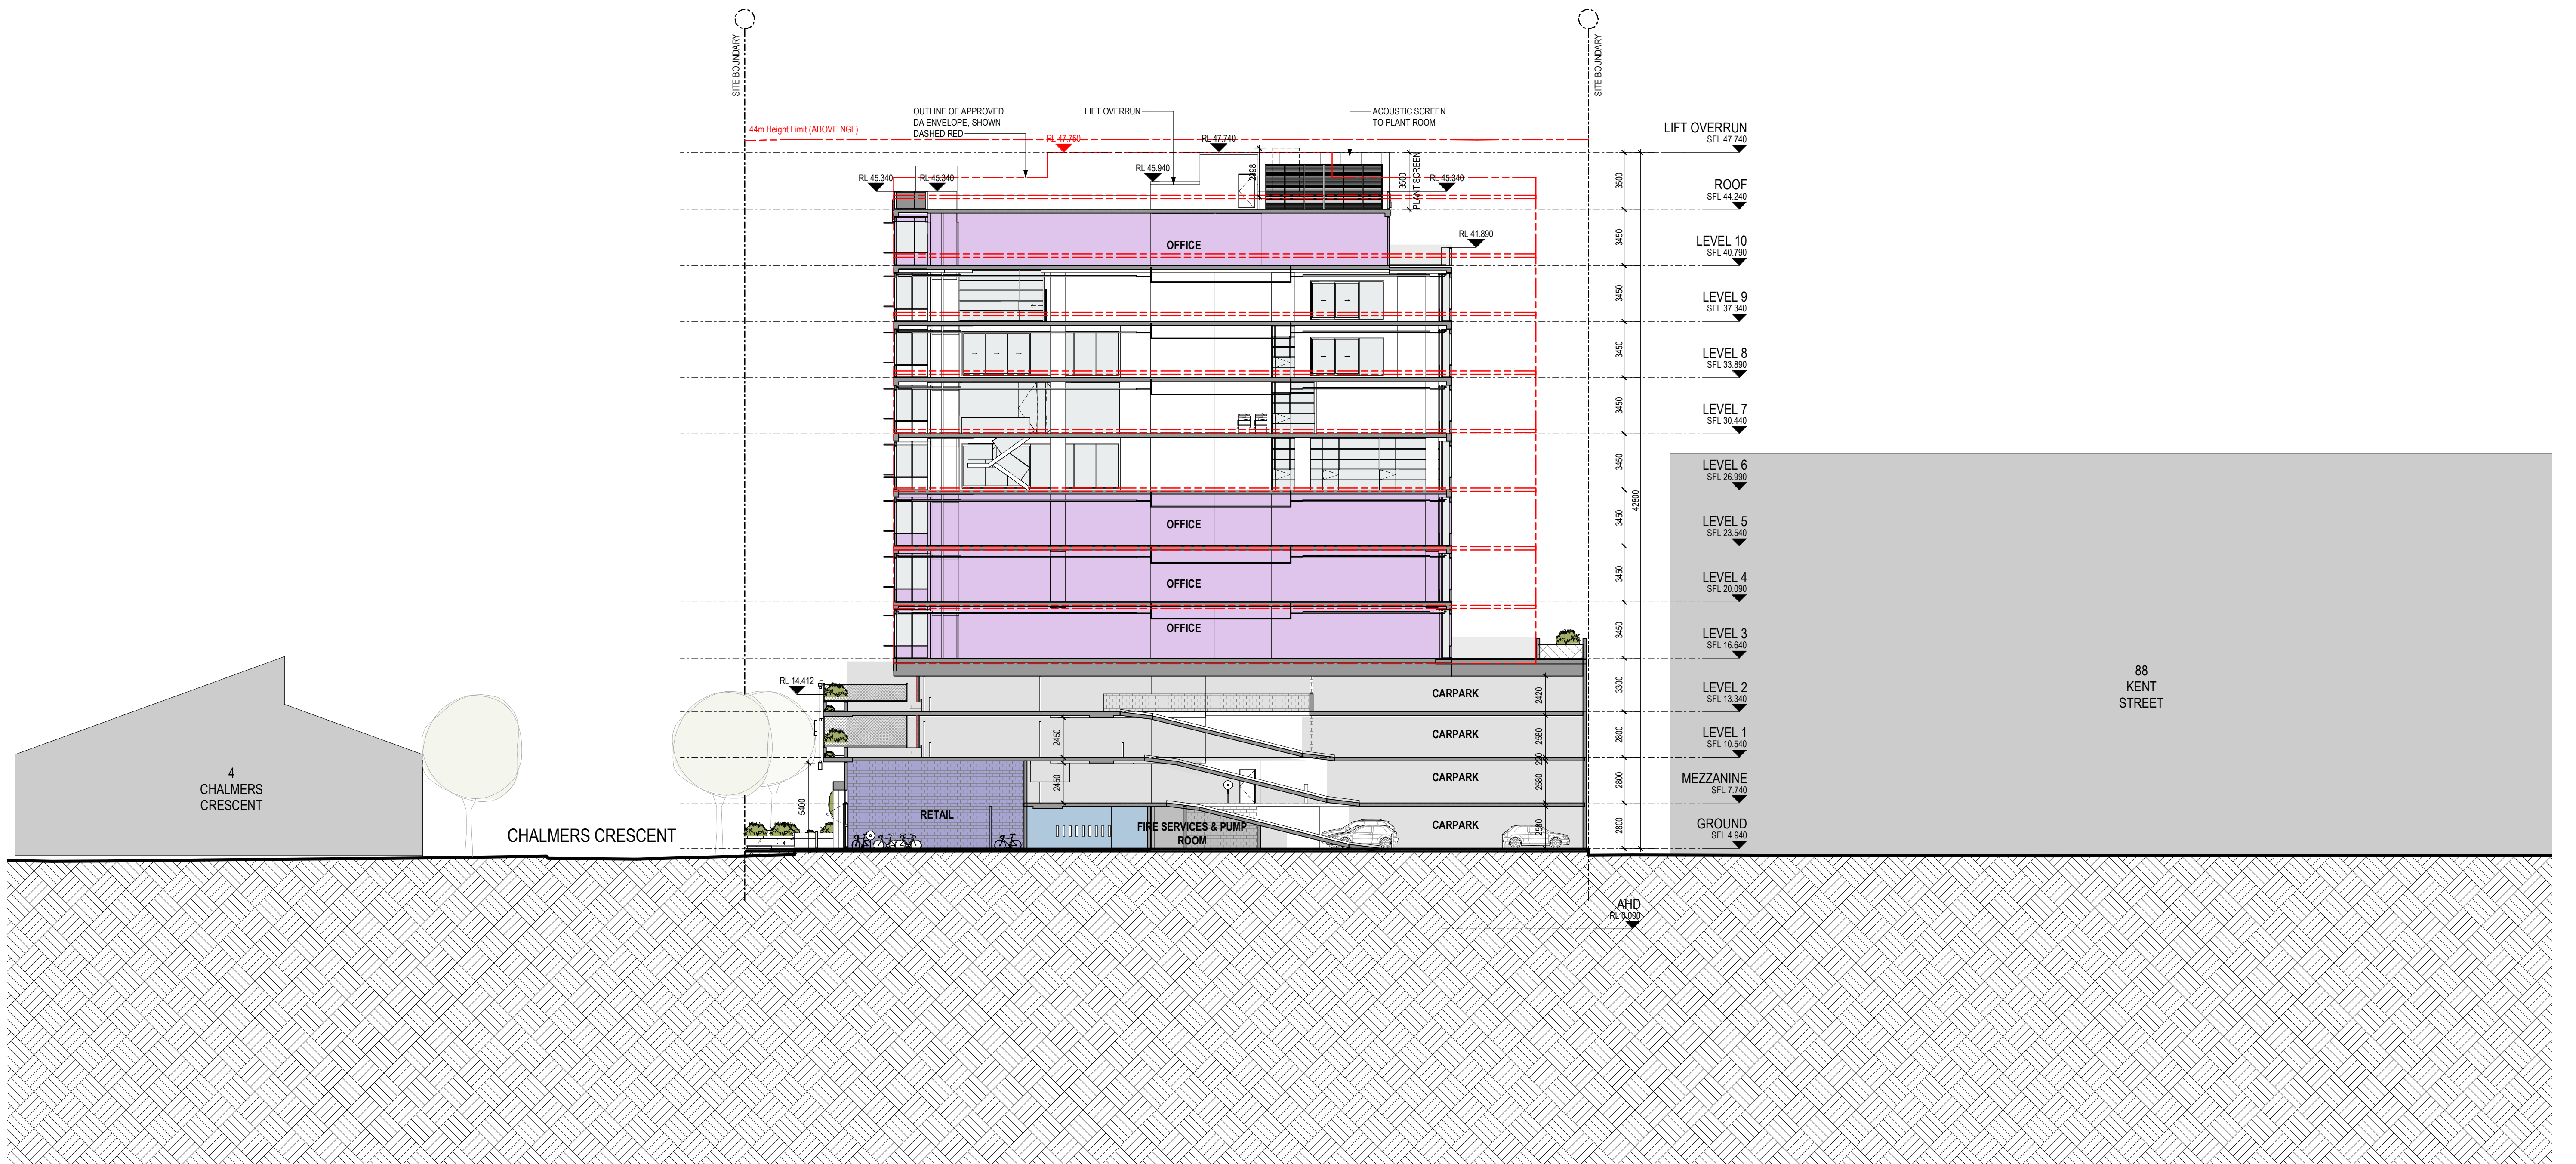 SITE BOUNDARY
SITE BOUNDARY
OUTLINE OF APPROVED
DA ENVELOPE, SHOWN
DASHED RED
LIFT OVERRUN
ACOUSTIC SCREEN
TO PLANT ROOM
44m Height Limit (ABOVE NGL)
RL 47.750
RL 47.740
LIFT OVERRUN
SFL 47.740
RL 45.340
RL 45.340
RL 45.940
2998
3500
PLANT SCREEN
RL 45.340
3500
ROOF
SFL 44.240
OFFICE
RL 41.890
3450
LEVEL 10
SFL 40.790
3450
LEVEL 9
SFL 37.340
3450
LEVEL 8
SFL 33.890
3450
LEVEL 7
SFL 30.440
3450
LEVEL 6
SFL 26.990
42800
OFFICE
3450
LEVEL 5
SFL 23.540
OFFICE
3450
LEVEL 4
SFL 20.090
OFFICE
3450
LEVEL 3
SFL 16.640
RL 14.412
CARPARK
2420
3300
LEVEL 2
SFL 13.340
2450
CARPARK
2580
2800
LEVEL 1
SFL 10.540
220
2450
CARPARK
2580
2800
MEZZANINE
SFL 7.740
5400
RETAIL
FIRE SERVICES & PUMP
ROOM
CARPARK
2580
2800
GROUND
SFL 4.940
4
CHALMERS
CRESCENT
CHALMERS CRESCENT
88
KENT
STREET
AHD
RL 0.000